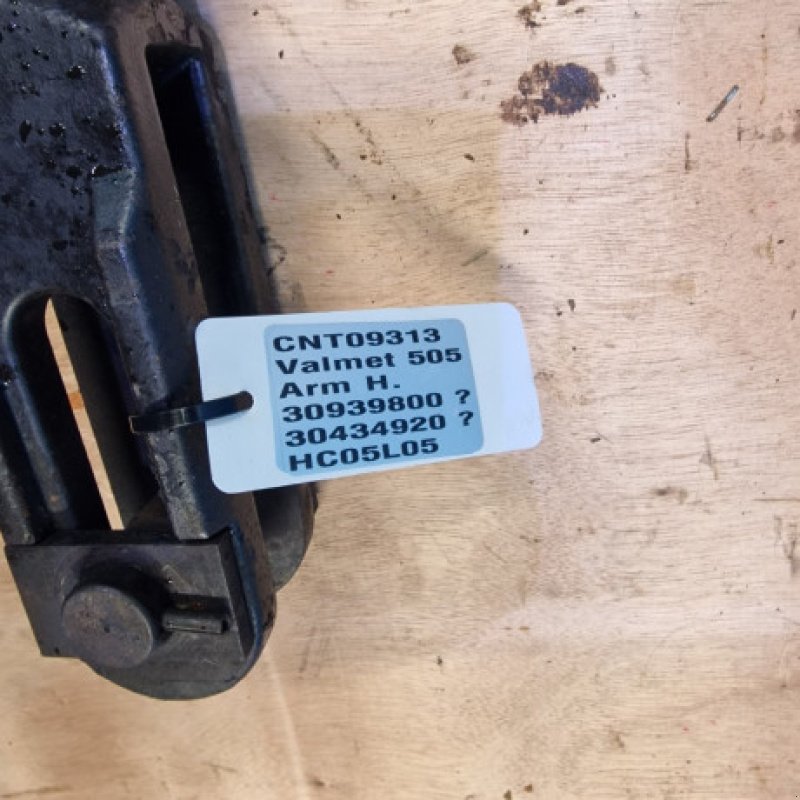 CNT09313
Valmet 505
Arm H.
30939800 ?
30434920 ?
HC05L05